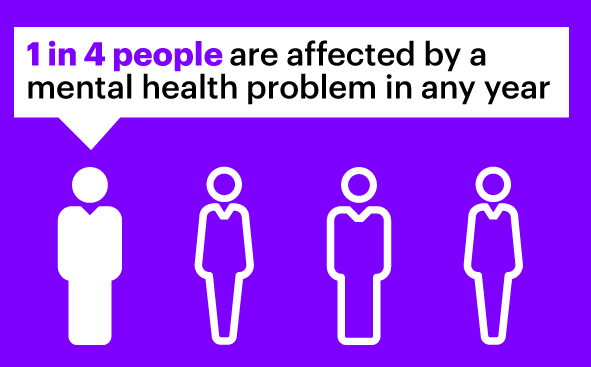 1 in 4 people are affected by a
mental health problem in any year